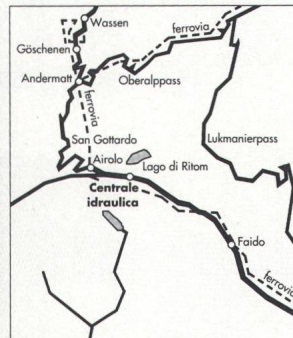 Wassen
ferrovia
Göschenen
Andermatt
Oberalppass
ferrovia
San Gottardo
Lukmanierpass
Airolo
Lago di Ritom
Centrale
idraulica
Faido
ferrovia